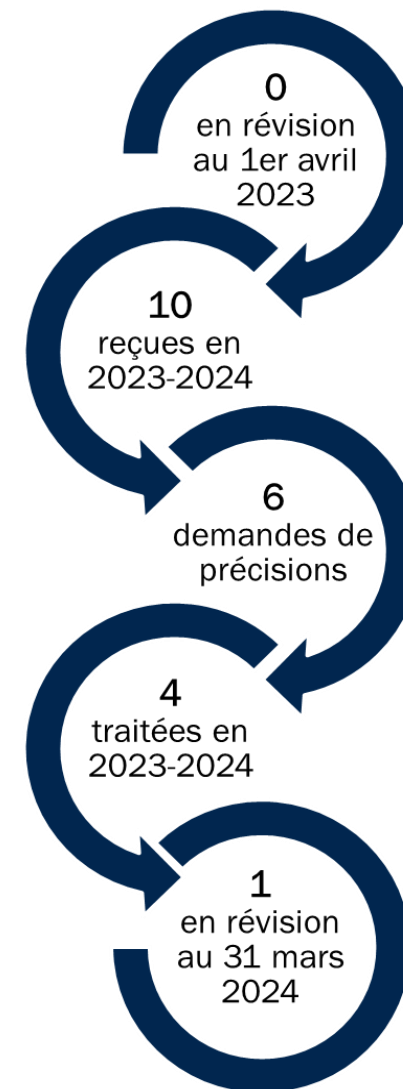 0
en révision
au 1er avril
2023
10
reçues en
2023-2024
6
demandes de
précisions
4
traitées en
2023-2024
1
en révision
au 31 mars
2024